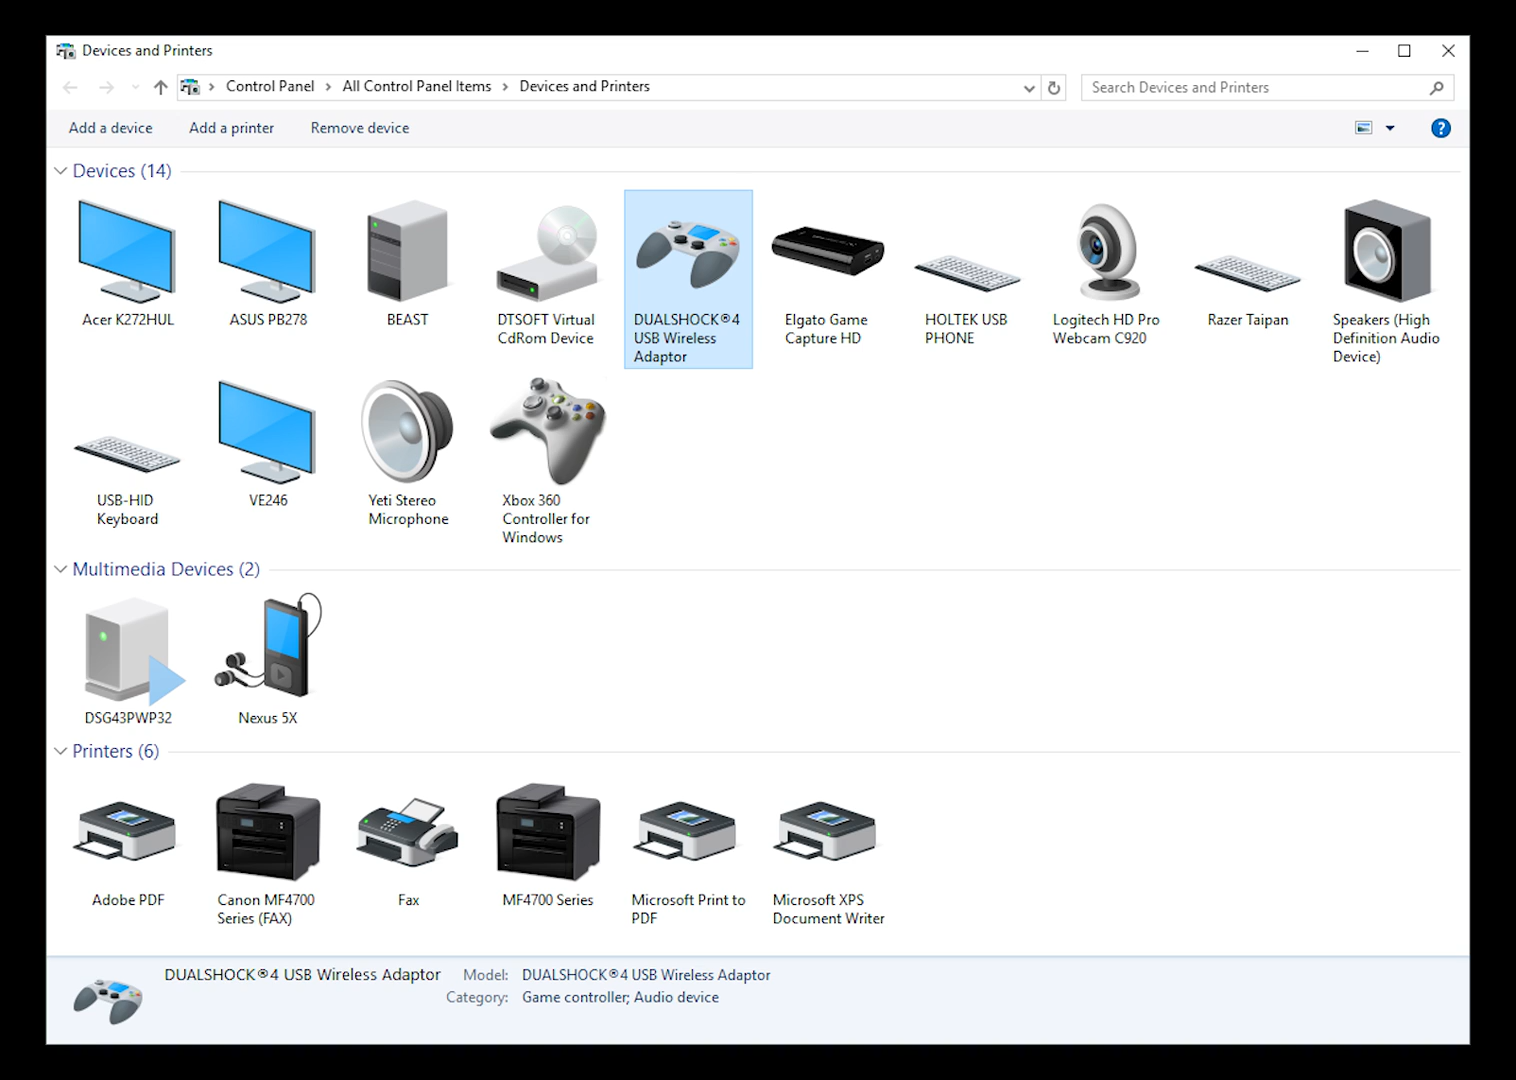 Devices and Printers
Control Panel > All Control Panel Items > Devices and Printers
Search Devices and Printers
Add a device Add a printer Remove device
?
Devices (14)
Acer K272HUL
ASUS PB278
BEAST
DTSOFT Virtual
CdRom Device
DUALSHOCK®4
USB Wireless
Adaptor
Elgato Game
Capture HD
HOLTEK USB
PHONE
Logitech HD Pro
Webcam C920
Razer Taipan
Speakers (High
Definition Audio
Device)
USB-HID
Keyboard
VE246
Yeti Stereo
Microphone
Xbox 360
Controller for
Windows
Multimedia Devices (2)
DSG43PWP32
Nexus 5X
Printers (6)
Adobe PDF
Canon MF4700
Series (FAX)
Fax
MF4700 Series
Microsoft Print to
PDF
Microsoft XPS
Document Writer
DUALSHOCK®4 USB Wireless Adaptor Model: DUALSHOCK®4 USB Wireless Adaptor
Category: Game controller; Audio device